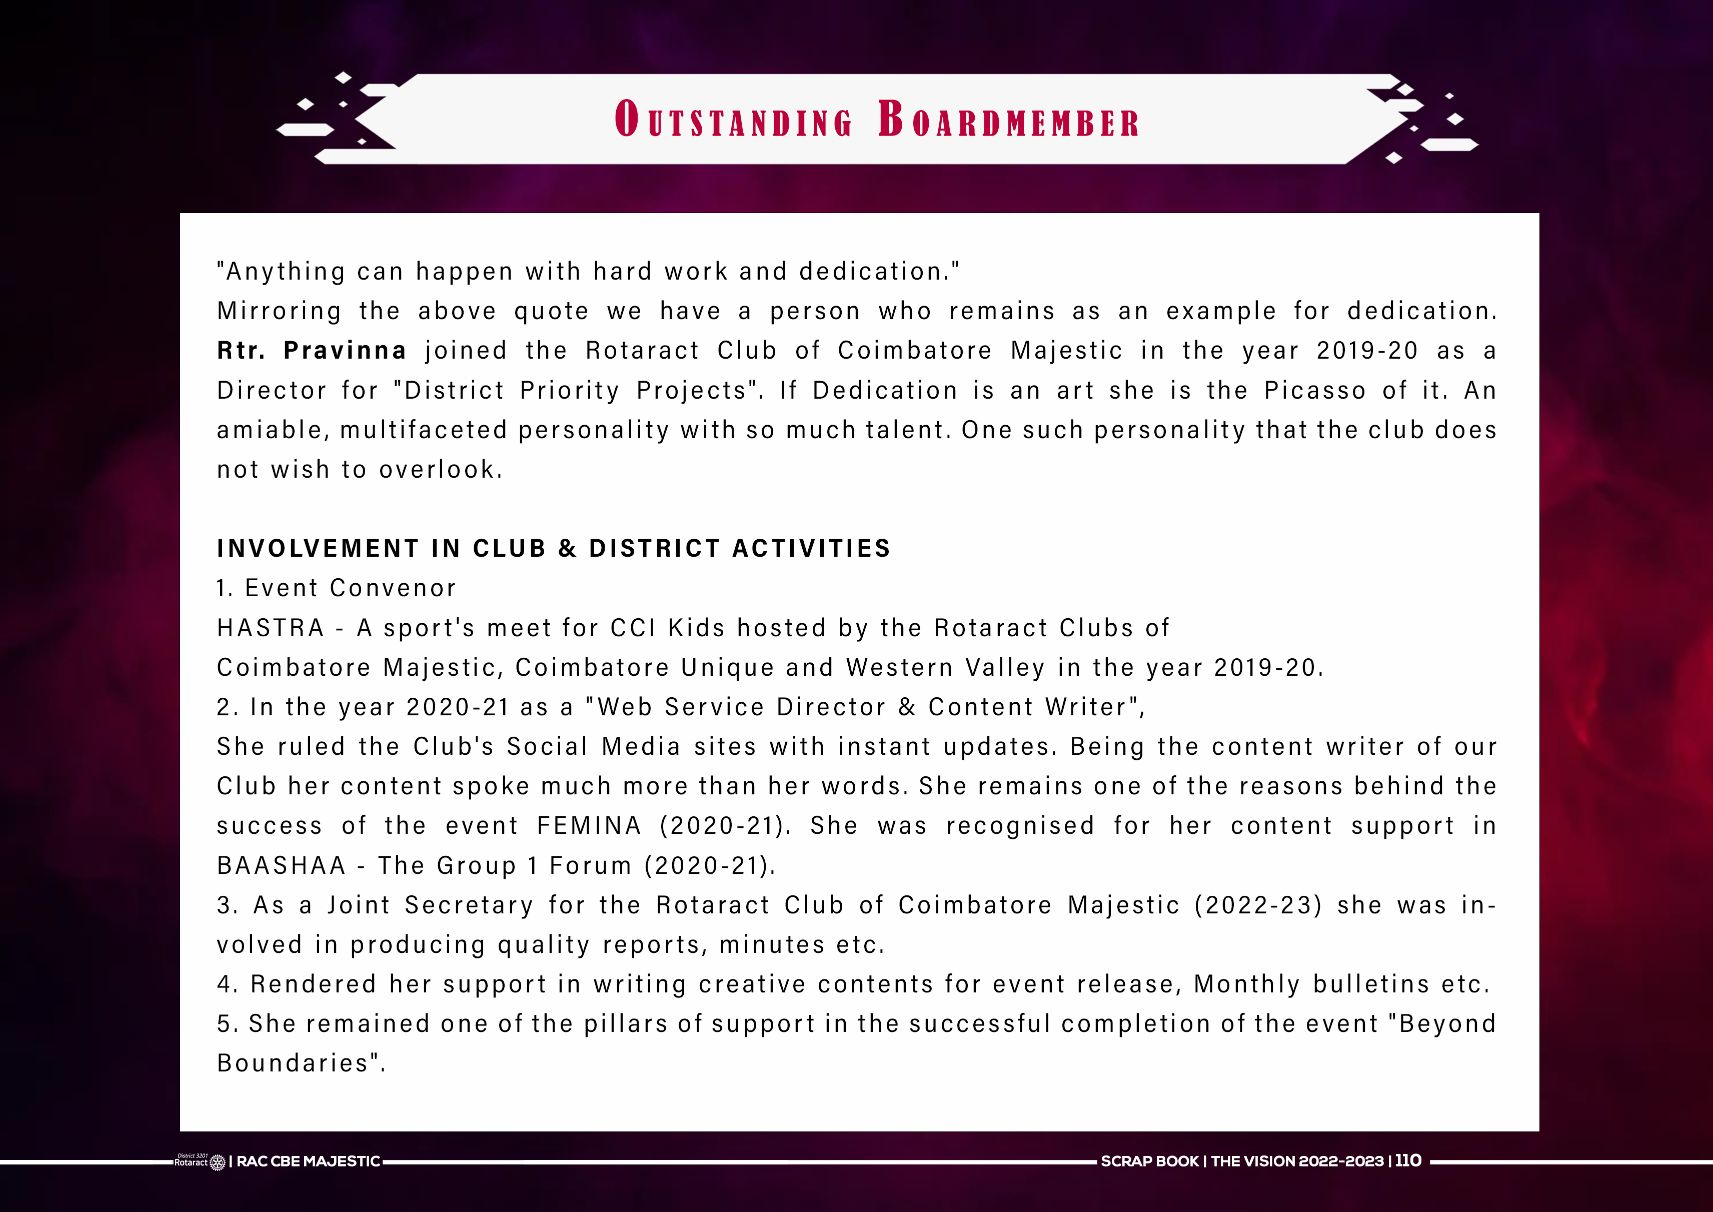 Outstanding Boardmember
"Anything can happen with hard work and dedication."
Mirroring the above quote we have a person who remains as an example for dedication.
Rtr. Pravinna joined the Rotaract Club of Coimbatore Majestic in the year 2019-20 as a
Director for "District Priority Projects". If Dedication is an art she is the Picasso of it. An
amiable, multifaceted personality with so much talent. One such personality that the club does
not wish to overlook.
INVOLVEMENT IN CLUB & DISTRICT ACTIVITIES
1. Event Convenor
HASTRA - A sport's meet for CCI Kids hosted by the Rotaract Clubs of
Coimbatore Majestic, Coimbatore Unique and Western Valley in the year 2019-20.
2. In the year 2020-21 as a "Web Service Director & Content Writer",
She ruled the Club's Social Media sites with instant updates. Being the content writer of our
Club her content spoke much more than her words. She remains one of the reasons behind the
success of the event FEMINA (2020-21). She was recognised for her content support in
BAASHAA - The Group 1 Forum (2020-21).
3. As a Joint Secretary for the Rotaract Club of Coimbatore Majestic (2022-23) she was in-
volved in producing quality reports, minutes etc.
4. Rendered her support in writing creative contents for event release, Monthly bulletins etc.
5. She remained one of the pillars of support in the successful completion of the event "Beyond
Boundaries".
District 3201
Rotaract | RAC CBE MAJESTIC
SCRAP BOOK | THE VISION 2022-2023 | 110